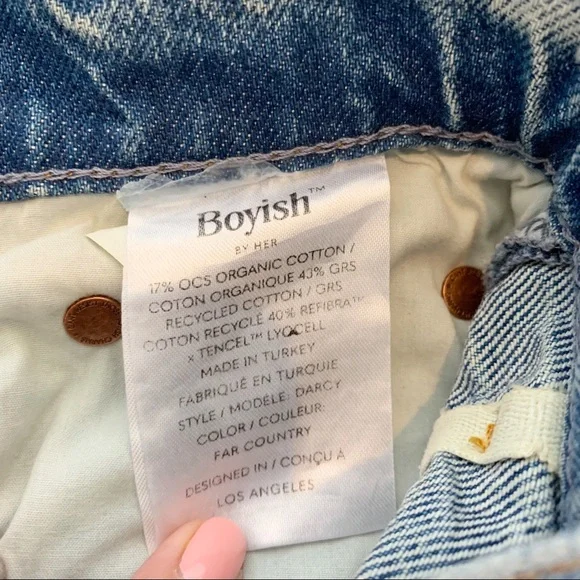 Boyish™
BY HER
17% OCS ORGANIC COTTON /
COTON ORGANIQUE 43% GRS
RECYCLED COTTON / GRS
COTON RECYCLÉ 40% REFIBRA™
x TENCEL™ LYOCELL
MADE IN TURKEY
FABRIQUÉ EN TURQUIE
STYLE / MODÈLE: DARCY
COLOR / COULEUR:
FAR COUNTRY
DESIGNED IN / CONÇU À
LOS ANGELES